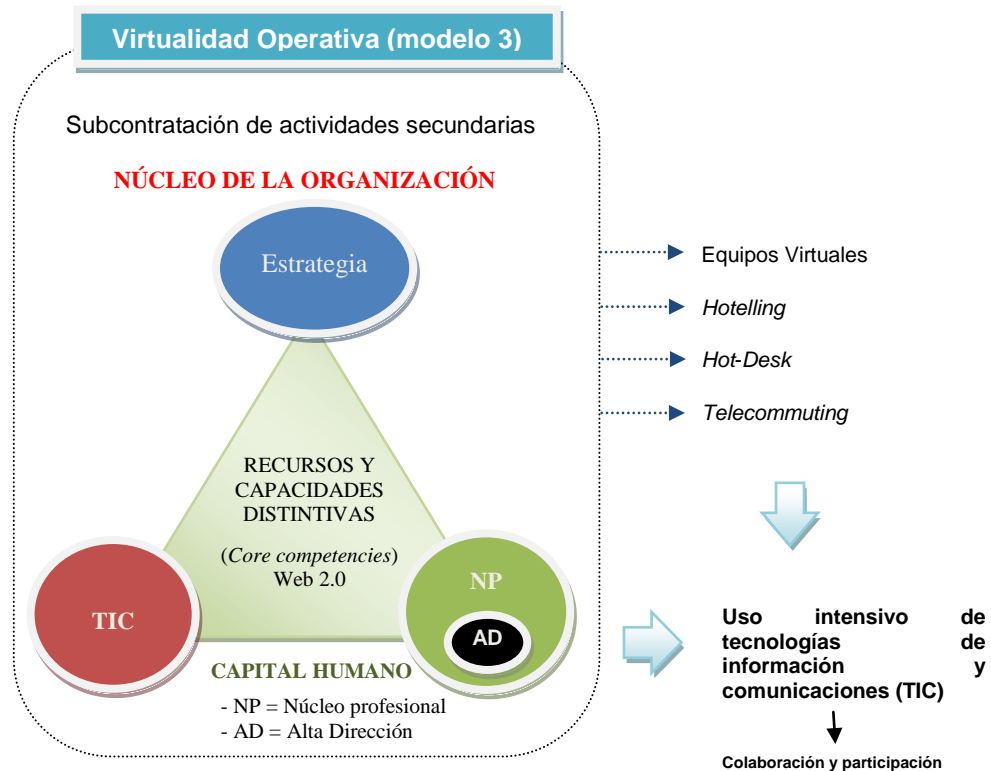 Virtualidad Operativa (modelo 3)
Subcontratación de actividades secundarias
NÚCLEO DE LA ORGANIZACIÓN
Estrategia
RECURSOS Y
CAPACIDADES
DISTINTIVAS
(Core competencies)
Web 2.0
TIC
NP
AD
CAPITAL HUMANO
- NP = Núcleo profesional
- AD = Alta Dirección
Equipos Virtuales
Hotelling
Hot-Desk
Telecommuting
Uso intensivo de
tecnologías de
información y
comunicaciones (TIC)
Colaboración y participación